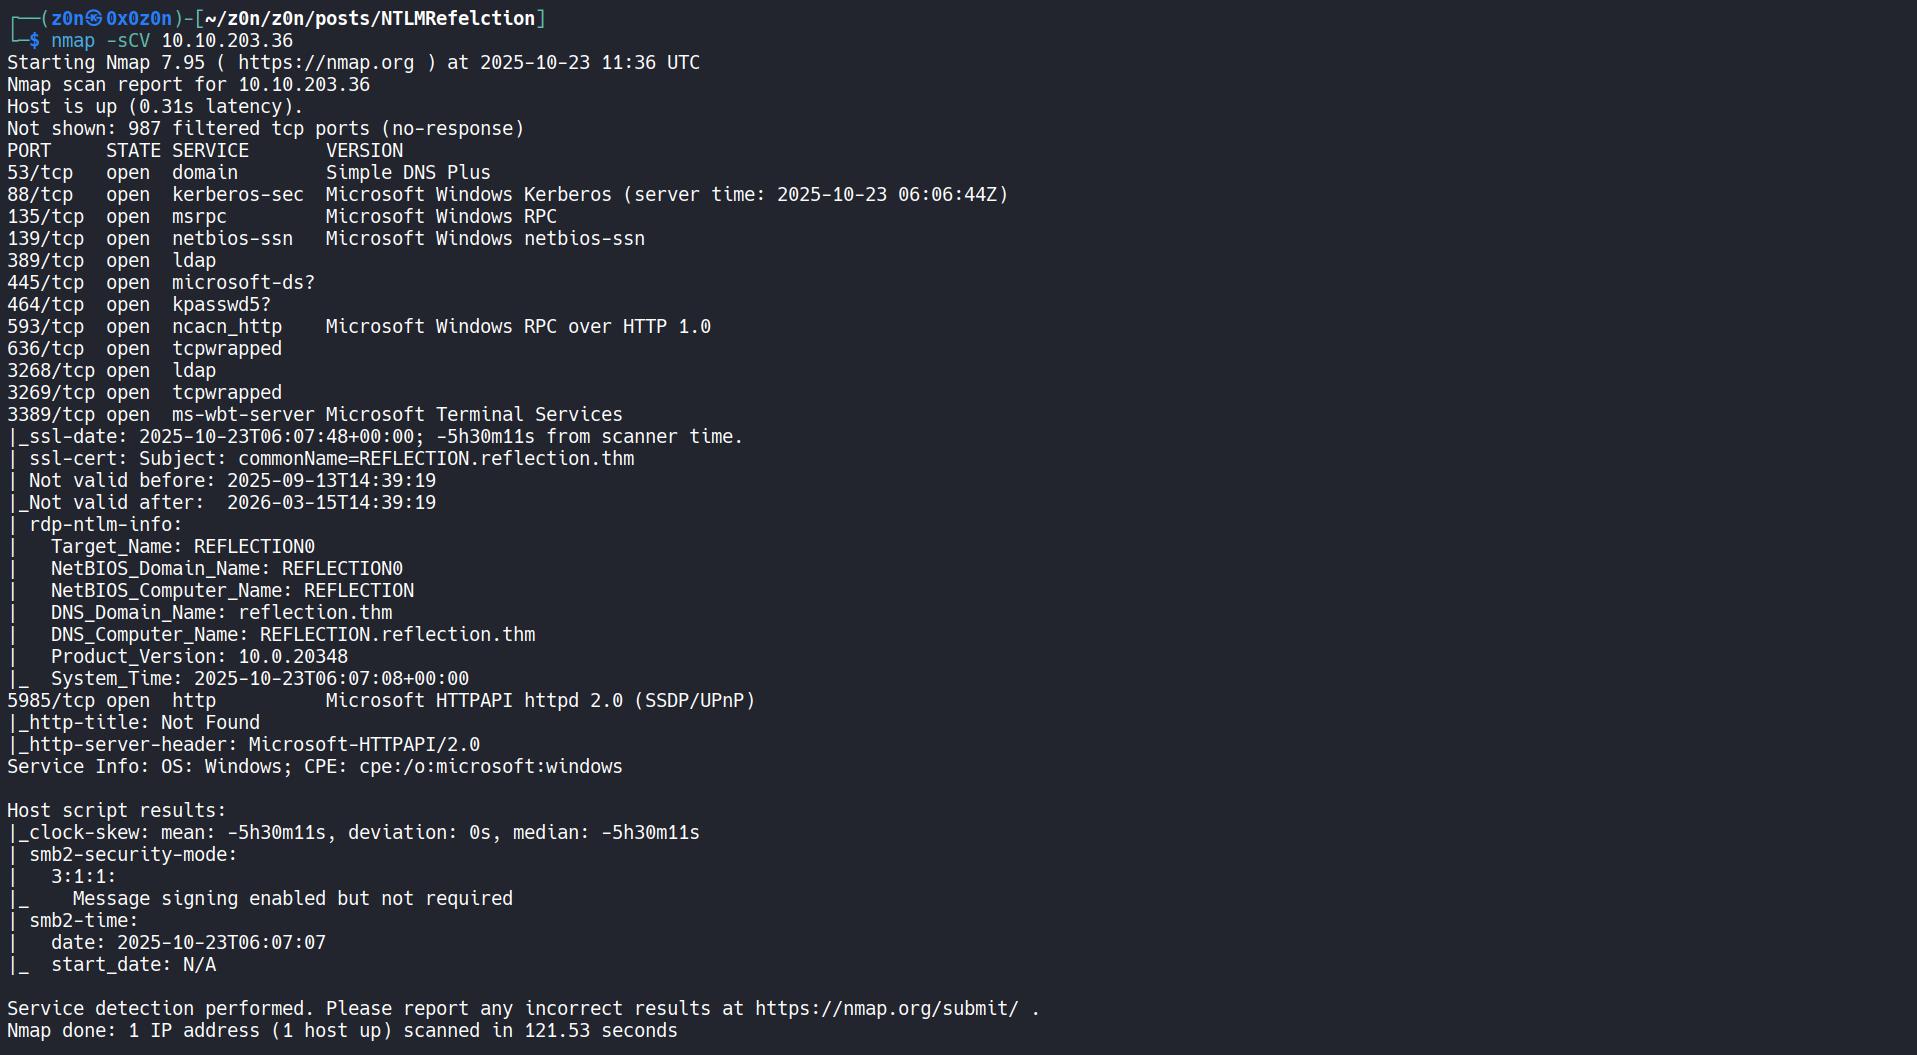 ┌──(z0n㉿0x0z0n)-[~/z0n/z0n/posts/NTLMRefelction]
└─$ nmap -sCV 10.10.203.36
Starting Nmap 7.95 ( https://nmap.org ) at 2025-10-23 11:36 UTC
Nmap scan report for 10.10.203.36
Host is up (0.31s latency).
Not shown: 987 filtered tcp ports (no-response)
PORT     STATE SERVICE       VERSION
53/tcp   open  domain        Simple DNS Plus
88/tcp   open  kerberos-sec  Microsoft Windows Kerberos (server time: 2025-10-23 06:06:44Z)
135/tcp  open  msrpc         Microsoft Windows RPC
139/tcp  open  netbios-ssn   Microsoft Windows netbios-ssn
389/tcp  open  ldap
445/tcp  open  microsoft-ds?
464/tcp  open  kpasswd5?
593/tcp  open  ncacn_http    Microsoft Windows RPC over HTTP 1.0
636/tcp  open  tcpwrapped
3268/tcp open  ldap
3269/tcp open  tcpwrapped
3389/tcp open  ms-wbt-server Microsoft Terminal Services
|_ssl-date: 2025-10-23T06:07:48+00:00; -5h30m11s from scanner time.
| ssl-cert: Subject: commonName=REFLECTION.reflection.thm
| Not valid before: 2025-09-13T14:39:19
|_Not valid after:  2026-03-15T14:39:19
| rdp-ntlm-info:
|   Target_Name: REFLECTION0
|   NetBIOS_Domain_Name: REFLECTION0
|   NetBIOS_Computer_Name: REFLECTION
|   DNS_Domain_Name: reflection.thm
|   DNS_Computer_Name: REFLECTION.reflection.thm
|   Product_Version: 10.0.20348
|_  System_Time: 2025-10-23T06:07:08+00:00
5985/tcp open  http          Microsoft HTTPAPI httpd 2.0 (SSDP/UPnP)
|_http-title: Not Found
|_http-server-header: Microsoft-HTTPAPI/2.0
Service Info: OS: Windows; CPE: cpe:/o:microsoft:windows

Host script results:
|_clock-skew: mean: -5h30m11s, deviation: 0s, median: -5h30m11s
| smb2-security-mode:
|   3:1:1:
|_    Message signing enabled but not required
| smb2-time:
|   date: 2025-10-23T06:07:07
|_  start_date: N/A

Service detection performed. Please report any incorrect results at https://nmap.org/submit/ .
Nmap done: 1 IP address (1 host up) scanned in 121.53 seconds